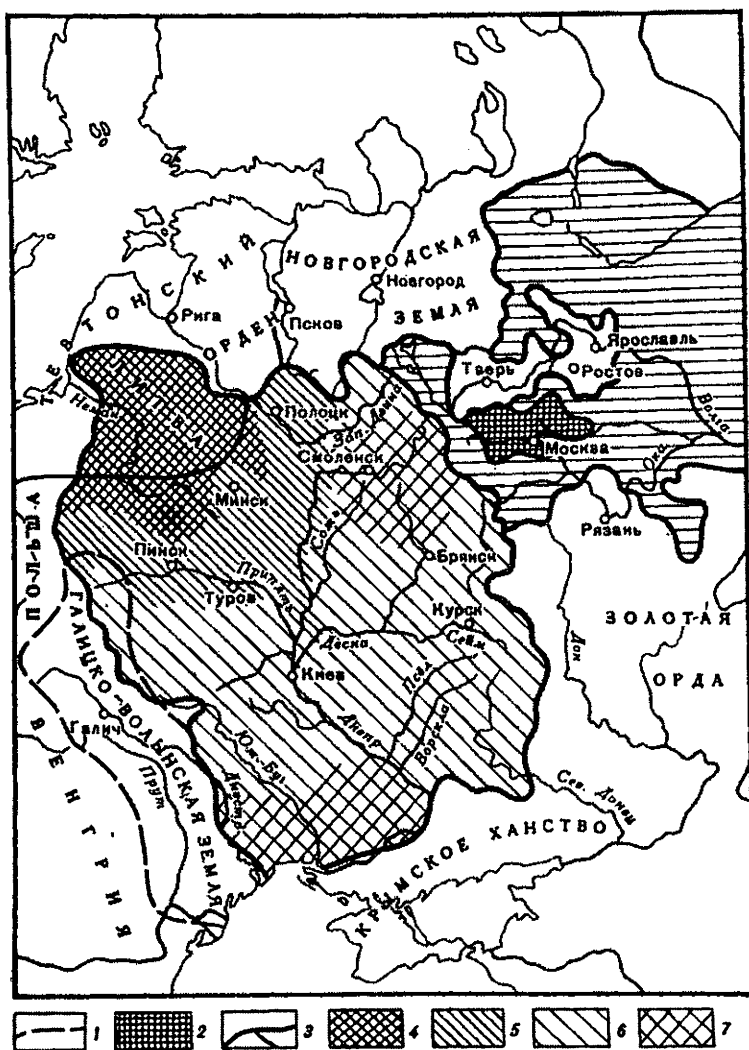 НОВГОРОДСКАЯ
ЗЕМЛЯ
Новгород
ТЕВТОНСКИЙ
ОРДЕН
Рига
Псков
Ярославль
Ростов
Тверь
Волга
ЛИТВА
Неман
Полоцк
Зап. Двина
Смоленск
Москва
Ока
Минск
Сож
Рязань
ПОЛЬША
Пинск
Припять
Туров
Брянск
Курск
Сейм
ЗОЛОТАЯ
ОРДА
Дон
Десна
Киев
Псёл
ГАЛИЦКО-ВОЛЫНСКАЯ ЗЕМЛЯ
Галич
Днепр
Ворскла
Юж. Буг
Прут
Днестр
ВЕНГРИЯ
Сев. Донец
КРЫМСКОЕ ХАНСТВО
1 2 3 4 5 6 7